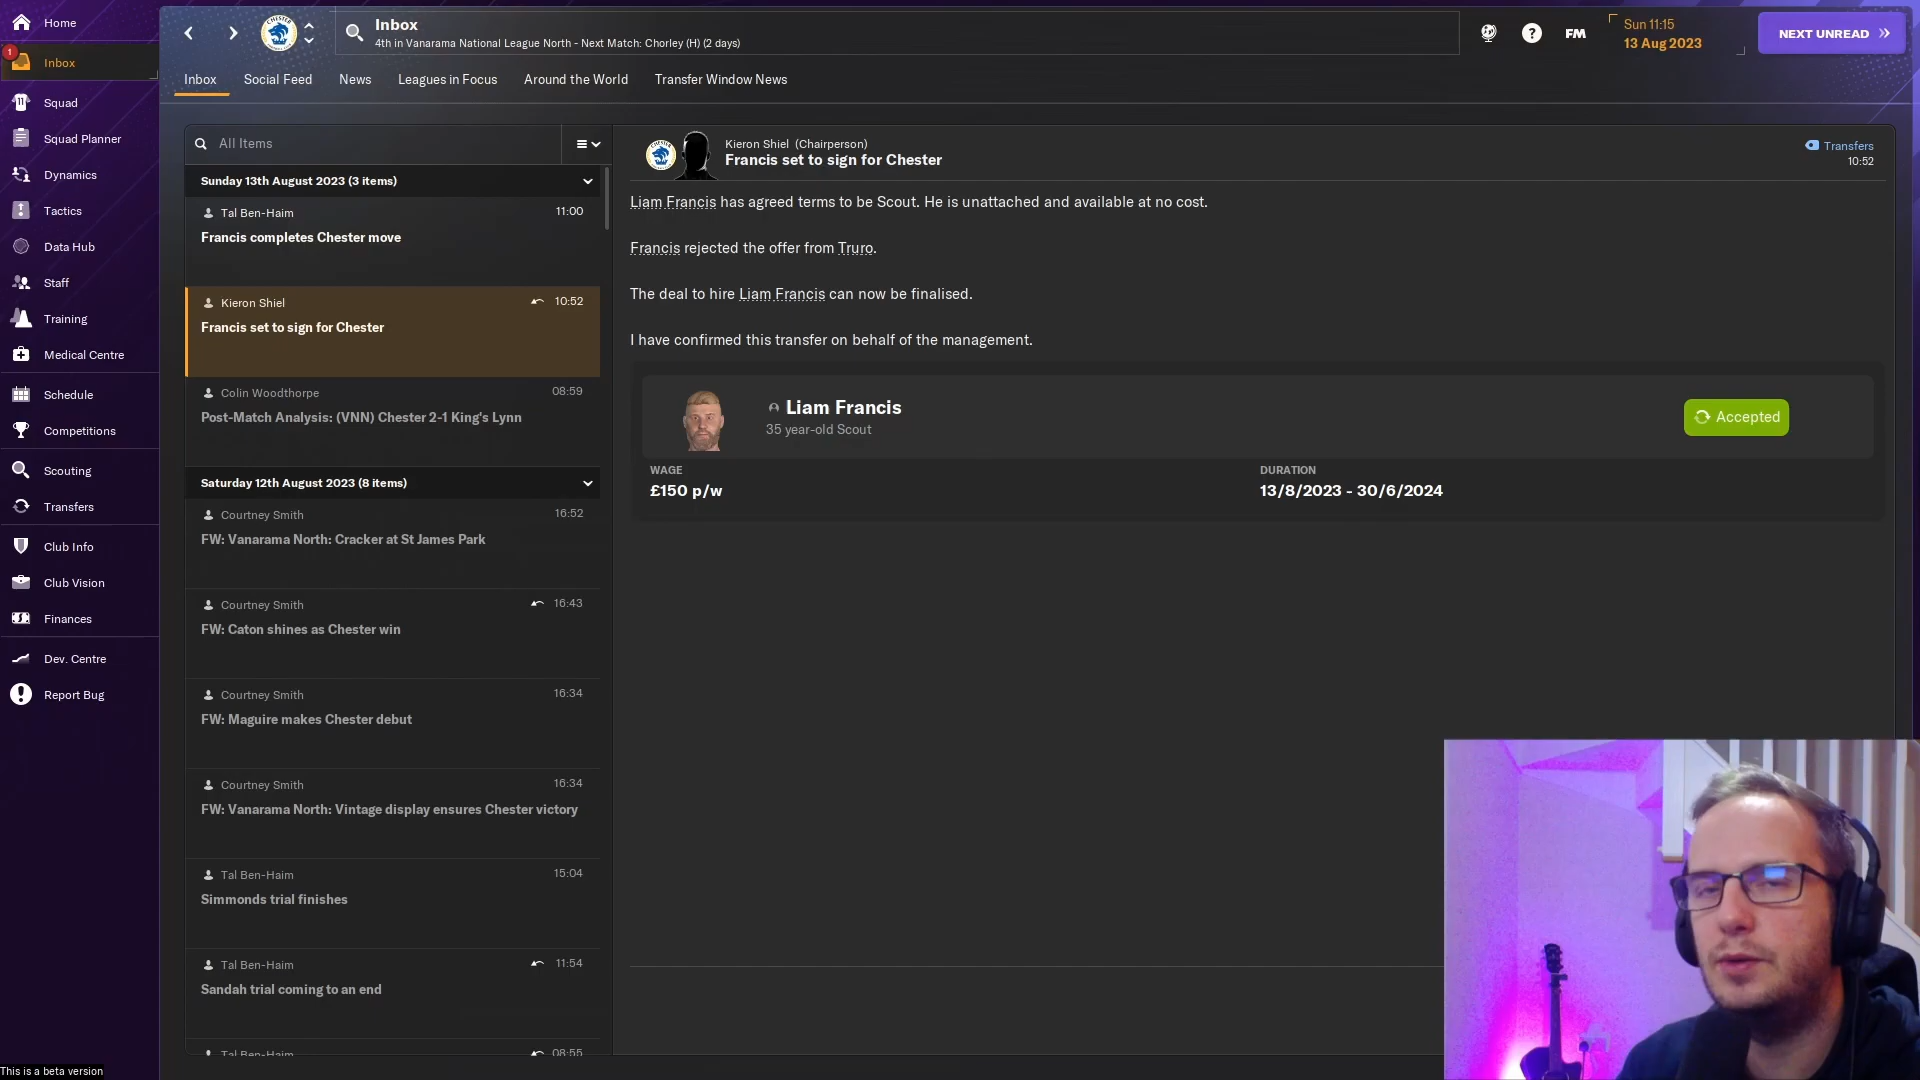 Home
1
Inbox
Squad
Squad Planner
Dynamics
Tactics
Data Hub
Staff
Training
Medical Centre
Schedule
Competitions
Scouting
Transfers
Club Info
Club Vision
Finances
Dev. Centre
Report Bug
This is a beta version
CHESTER
Inbox
4th in Vanarama National League North - Next Match: Chorley (H) (2 days)
FM
Sun 11:15
13 Aug 2023
NEXT UNREAD
Inbox
Social Feed
News
Leagues in Focus
Around the World
Transfer Window News
All Items
Sunday 13th August 2023 (3 items)
Tal Ben-Haim 11:00
Francis completes Chester move
Kieron Shiel 10:52
Francis set to sign for Chester
Colin Woodthorpe 08:59
Post-Match Analysis: (VNN) Chester 2-1 King's Lynn
Saturday 12th August 2023 (8 items)
Courtney Smith 16:52
FW: Vanarama North: Cracker at St James Park
Courtney Smith 16:43
FW: Caton shines as Chester win
Courtney Smith 16:34
FW: Maguire makes Chester debut
Courtney Smith 16:34
FW: Vanarama North: Vintage display ensures Chester victory
Tal Ben-Haim 15:04
Simmonds trial finishes
Tal Ben-Haim 11:54
Sandah trial coming to an end
Tal Ben-Haim 08:55
CHESTER
Kieron Shiel (Chairperson)
Francis set to sign for Chester
Transfers
10:52
Liam Francis has agreed terms to be Scout. He is unattached and available at no cost.
Francis rejected the offer from Truro.
The deal to hire Liam Francis can now be finalised.
I have confirmed this transfer on behalf of the management.
Liam Francis
35 year-old Scout
Accepted
WAGE
£150 p/w
DURATION
13/8/2023 - 30/6/2024